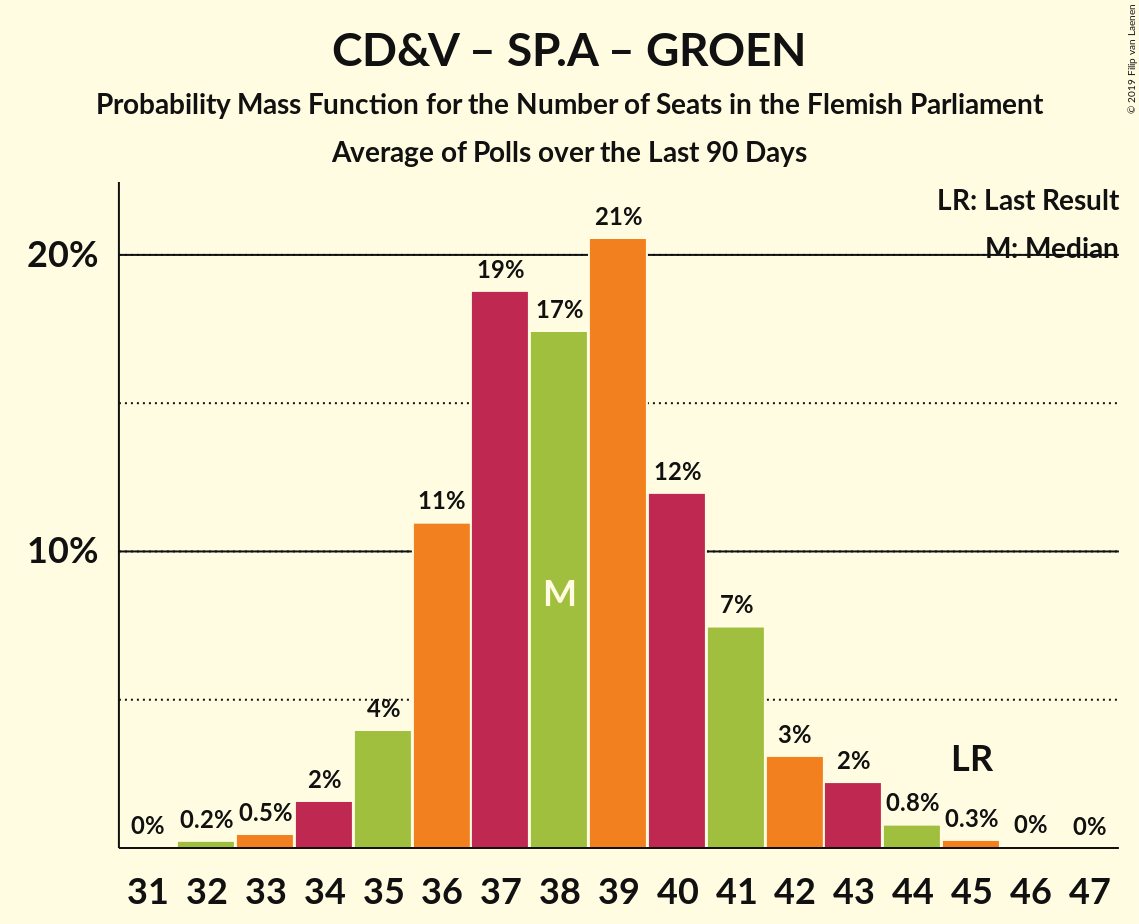 CD&V – SP.A – GROEN
Probability Mass Function for the Number of Seats in the Flemish Parliament
Average of Polls over the Last 90 Days
© 2019 Filip van Laenen
LR: Last Result
M: Median
20%
10%
0%
0.2%
0.5%
2%
4%
11%
19%
17%
21%
12%
7%
3%
2%
0.8%
0.3%
0%
0%
M
LR
31 32 33 34 35 36 37 38 39 40 41 42 43 44 45 46 47